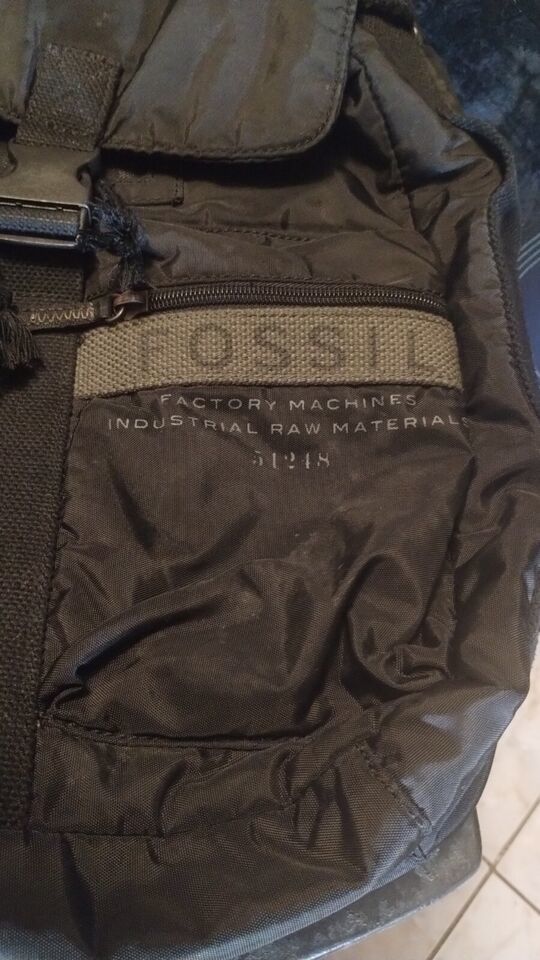 FOSSIL
FACTORY MACHINES
INDUSTRIAL RAW MATERIALS
51248